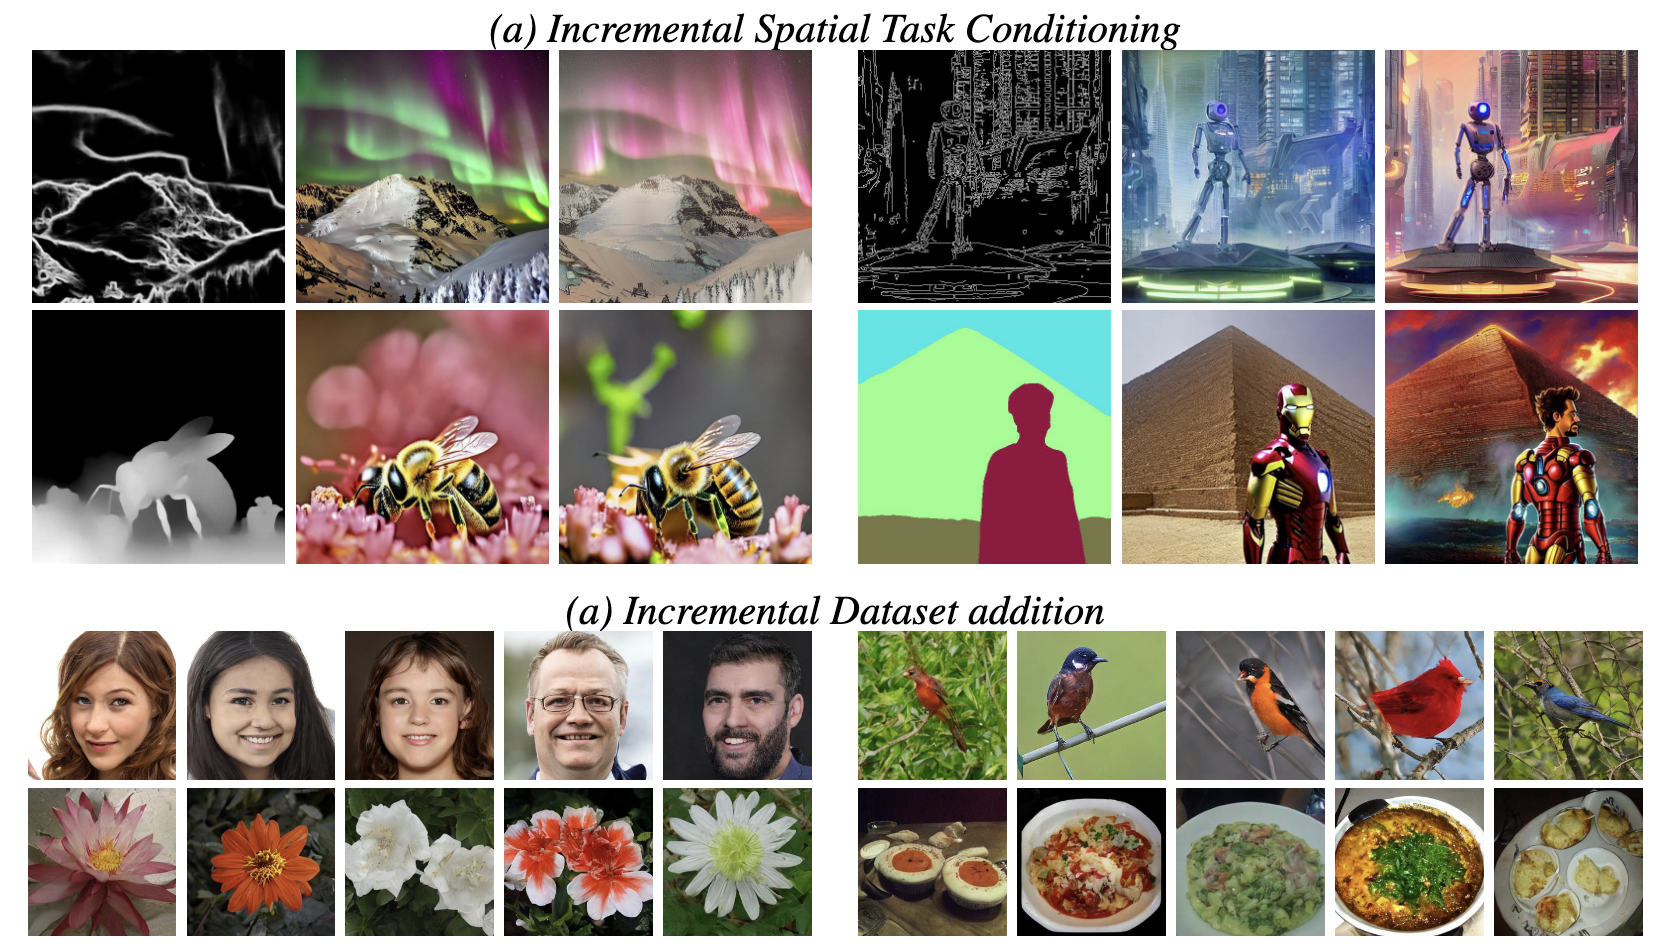 (a) Incremental Spatial Task Conditioning
(a) Incremental Dataset addition